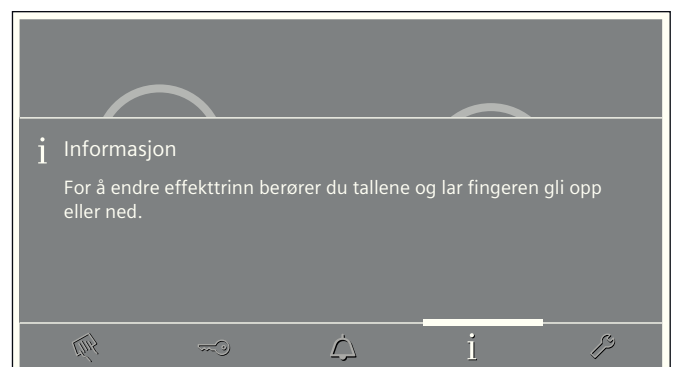 i Informasjon
For å endre effekttrinn berører du tallene og lar fingeren gli opp
eller ned.
i